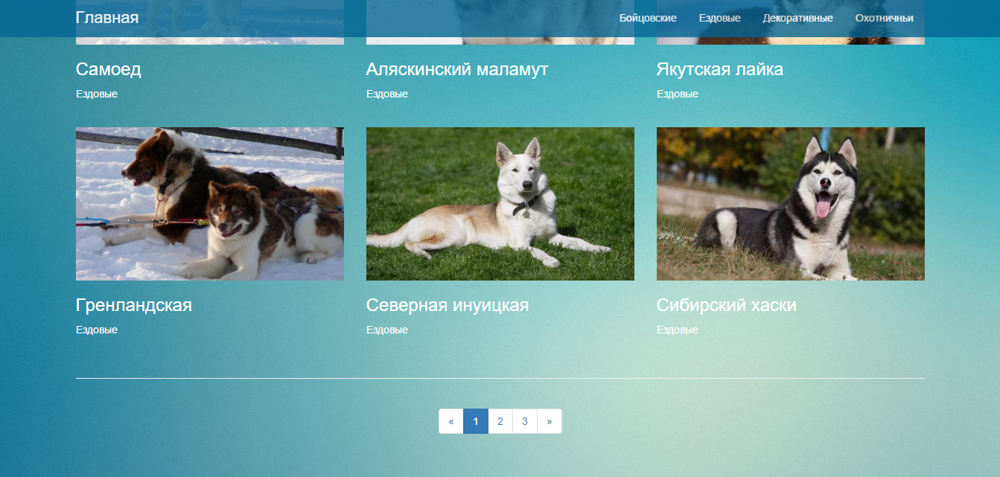 Главная
Бойцовские Ездовые Декоративные Охотничньи
Самоед
Ездовые
Аляскинский маламут
Ездовые
Якутская лайка
Ездовые
Гренландская
Ездовые
Северная инуицкая
Ездовые
Сибирский хаски
Ездовые
« 1 2 3 »